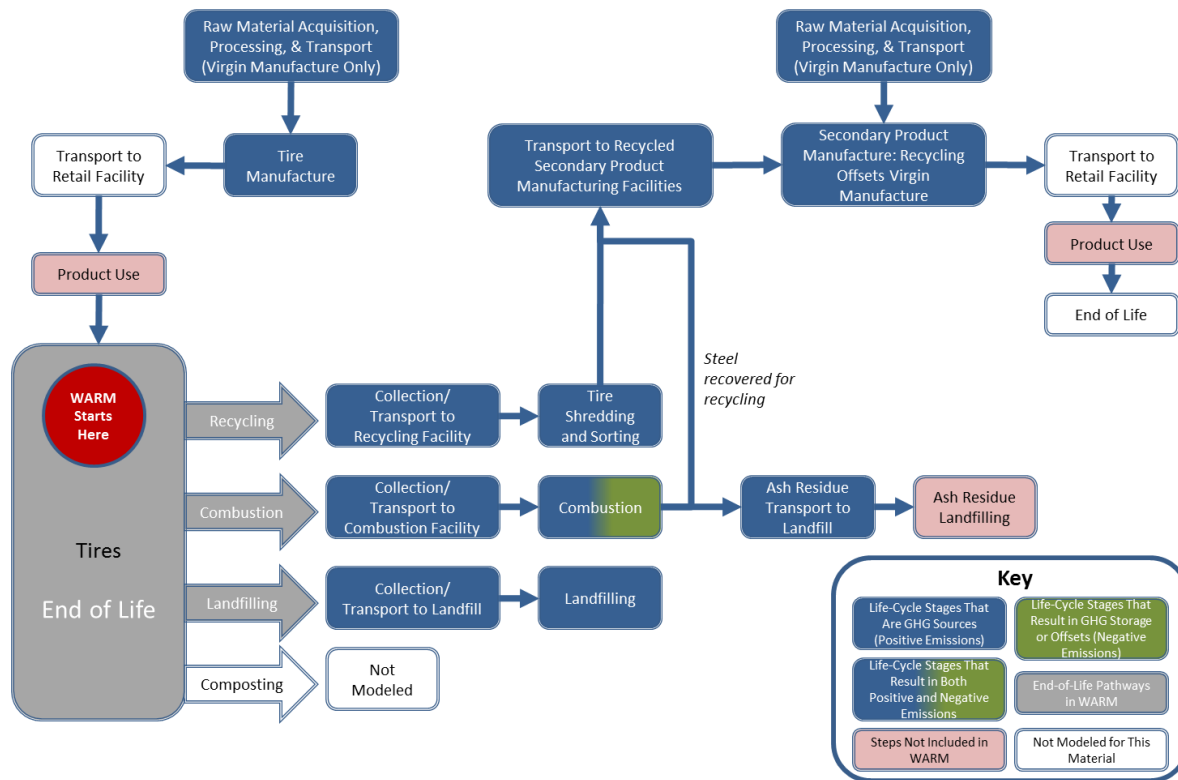 Raw Material Acquisition,
Processing, & Transport
(Virgin Manufacture Only)
Raw Material Acquisition,
Processing, & Transport
(Virgin Manufacture Only)
Transport to
Retail Facility
Tire
Manufacture
Transport to Recycled
Secondary Product
Manufacturing Facilities
Secondary Product
Manufacture: Recycling
Offsets Virgin
Manufacture
Transport to
Retail Facility
Product Use
Product Use
End of Life
Steel
recovered for
recycling
WARM
Starts
Here
Tires
End of Life
Recycling
Collection/
Transport to
Recycling Facility
Tire
Shredding
and Sorting
Combustion
Collection/
Transport to
Combustion Facility
Combustion
Ash Residue
Transport to
Landfill
Ash Residue
Landfilling
Landfilling
Collection/
Transport to Landfill
Landfilling
Composting
Not
Modeled
Key
Life-Cycle Stages That
Are GHG Sources
(Positive Emissions)
Life-Cycle Stages That
Result in GHG Storage
or Offsets (Negative
Emissions)
Life-Cycle Stages That
Result in Both
Positive and Negative
Emissions
End-of-Life Pathways
in WARM
Steps Not Included in
WARM
Not Modeled for This
Material